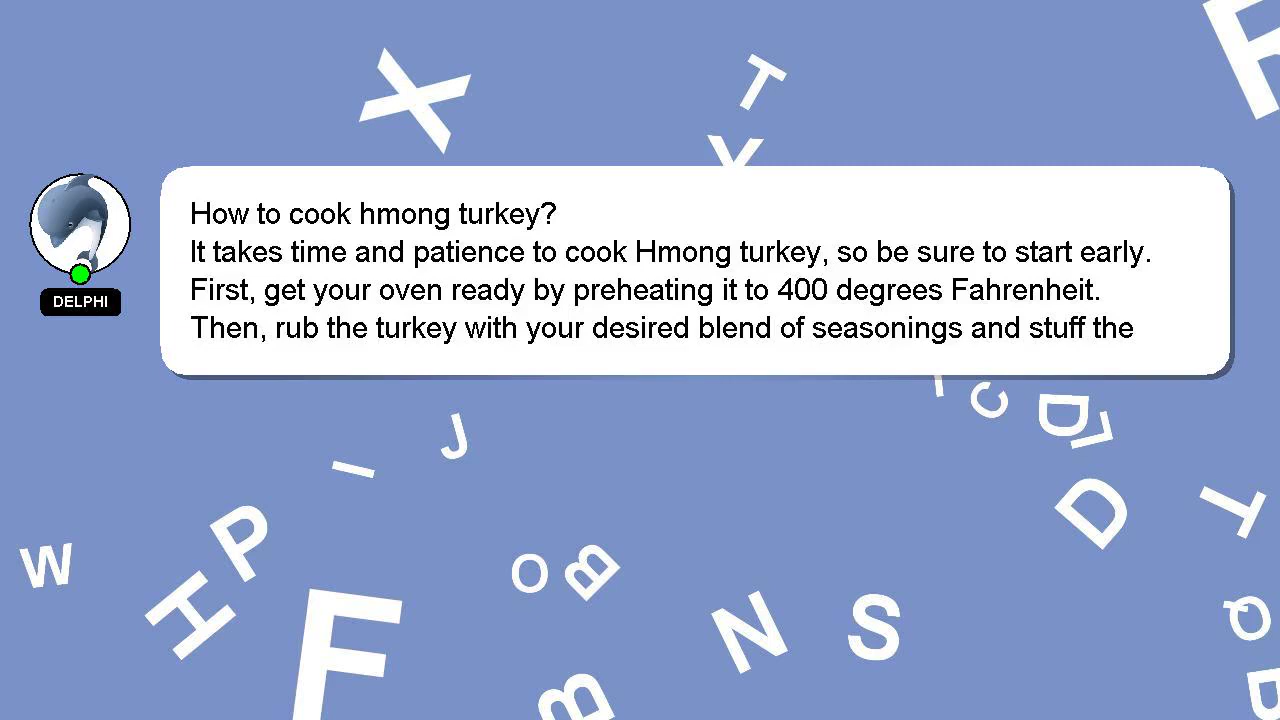 How to cook hmong turkey?
It takes time and patience to cook Hmong turkey, so be sure to start early.
First, get your oven ready by preheating it to 400 degrees Fahrenheit.
Then, rub the turkey with your desired blend of seasonings and stuff the
DELPHI
X
T
Y
J
I
C
D
L
D
T
P
W
H
F
O
B
B
N
S
Q